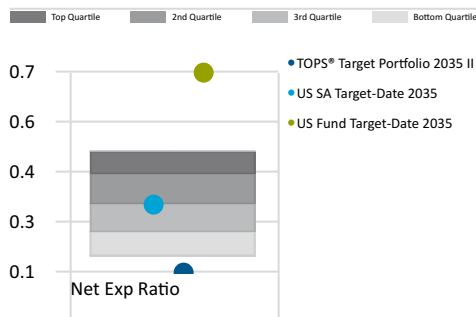 Top Quartile 2nd Quartile 3rd Quartile Bottom Quartile
0.7
0.6
0.4
0.3
0.1
Net Exp Ratio
TOPS® Target Portfolio 2035 II
US SA Target-Date 2035
US Fund Target-Date 2035